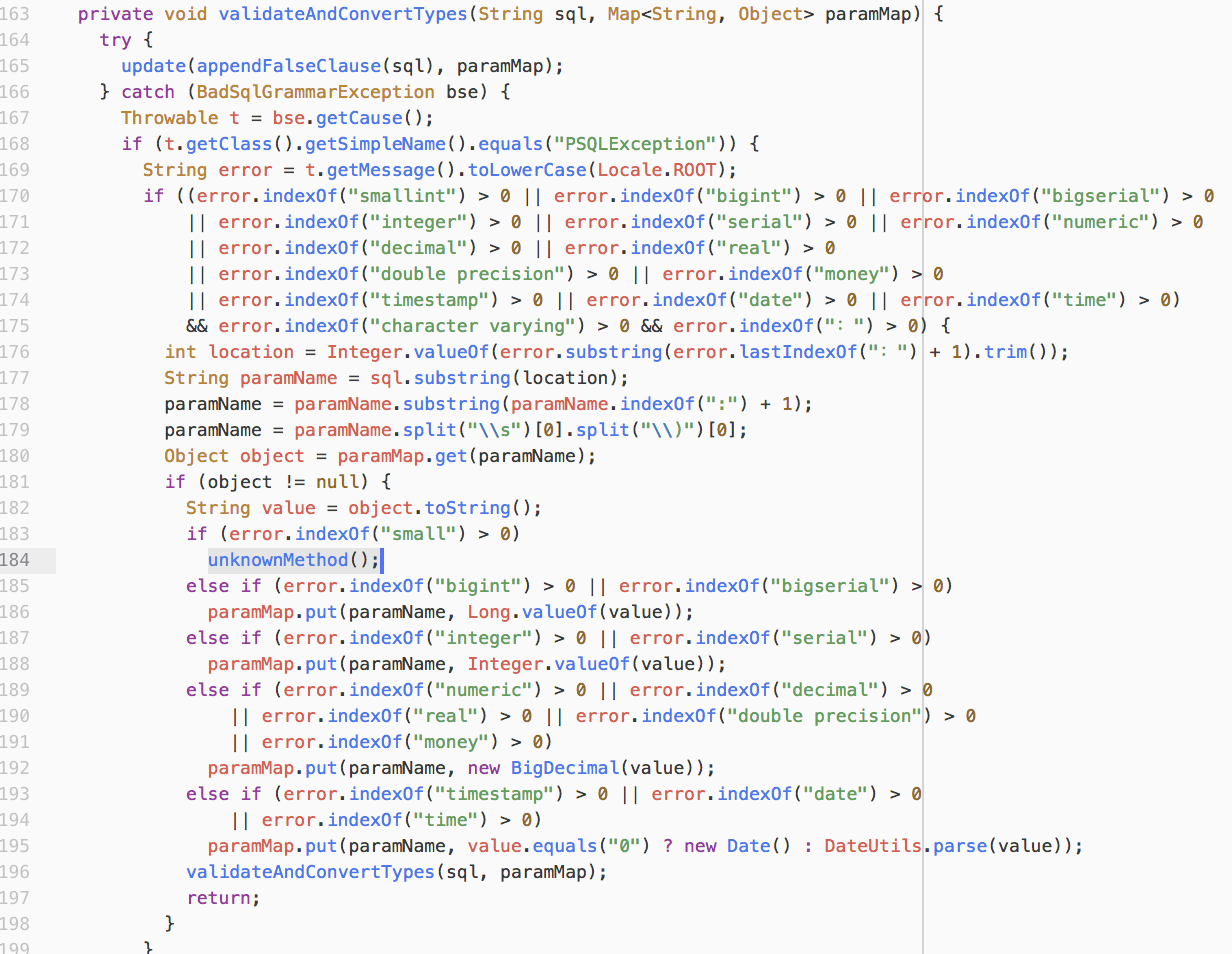 163 private void validateAndConvertTypes(String sql, Map<String, Object> paramMap) {
164 try {
165 update(appendFalseClause(sql), paramMap);
166 } catch (BadSqlGrammarException bse) {
167 Throwable t = bse.getCause();
168 if (t.getClass().getSimpleName().equals("PSQLException")) {
169 String error = t.getMessage().toLowerCase(Locale.ROOT);
170 if ((error.indexOf("smallint") > 0 || error.indexOf("bigint") > 0 || error.indexOf("bigserial") > 0
171 || error.indexOf("integer") > 0 || error.indexOf("serial") > 0 || error.indexOf("numeric") > 0
172 || error.indexOf("decimal") > 0 || error.indexOf("real") > 0
173 || error.indexOf("double precision") > 0 || error.indexOf("money") > 0
174 || error.indexOf("timestamp") > 0 || error.indexOf("date") > 0 || error.indexOf("time") > 0)
175 && error.indexOf("character varying") > 0 && error.indexOf("：") > 0) {
176 int location = Integer.valueOf(error.substring(error.lastIndexOf("：") + 1).trim());
177 String paramName = sql.substring(location);
178 paramName = paramName.substring(paramName.indexOf(":") + 1);
179 paramName = paramName.split("\\s")[0].split("\\)")[0];
180 Object object = paramMap.get(paramName);
181 if (object != null) {
182 String value = object.toString();
183 if (error.indexOf("small") > 0)
184 unknownMethod();
185 else if (error.indexOf("bigint") > 0 || error.indexOf("bigserial") > 0)
186 paramMap.put(paramName, Long.valueOf(value));
187 else if (error.indexOf("integer") > 0 || error.indexOf("serial") > 0)
188 paramMap.put(paramName, Integer.valueOf(value));
189 else if (error.indexOf("numeric") > 0 || error.indexOf("decimal") > 0
190 || error.indexOf("real") > 0 || error.indexOf("double precision") > 0
191 || error.indexOf("money") > 0)
192 paramMap.put(paramName, new BigDecimal(value));
193 else if (error.indexOf("timestamp") > 0 || error.indexOf("date") > 0
194 || error.indexOf("time") > 0)
195 paramMap.put(paramName, value.equals("0") ? new Date() : DateUtils.parse(value));
196 validateAndConvertTypes(sql, paramMap);
197 return;
198 }
199 }